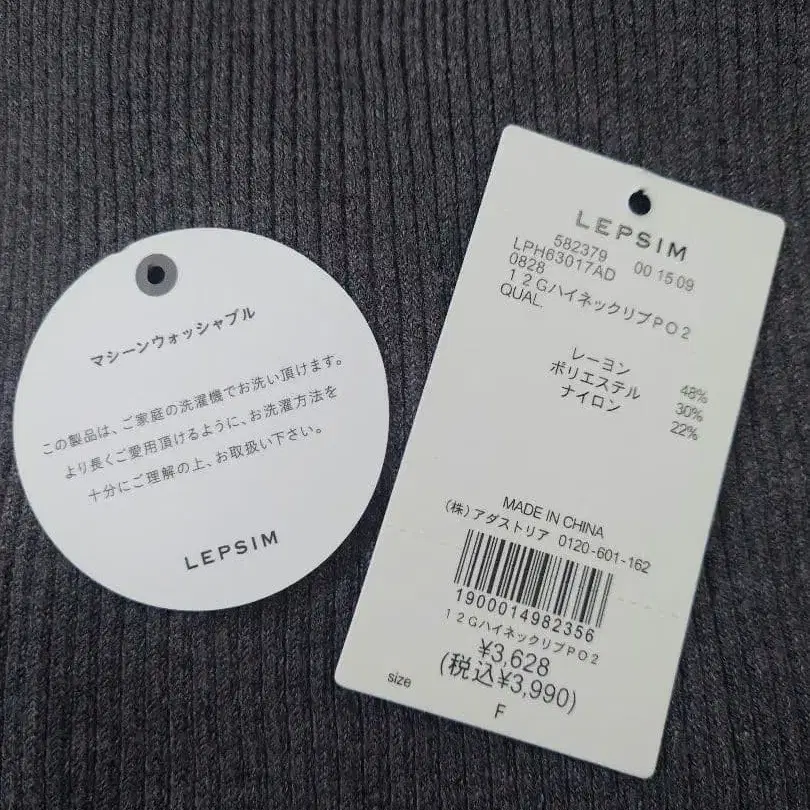 マシーンウォッシャブル
この製品は、ご家庭の洗濯機でお洗い頂けます。
より長くご愛用頂けるように、お洗濯方法を
十分にご理解の上、お取扱い下さい。
LEPSIM
LEPSIM
582379 00 15 09
LPH63017AD
0828
12GハイネックリブPO2
QUAL.
レーヨン 48%
ポリエステル 30%
ナイロン 22%
MADE IN CHINA
(株)アダストリア 0120-601-162
1900014982356
12GハイネックリブPO2
¥3,628
(税込¥3,990)
size F